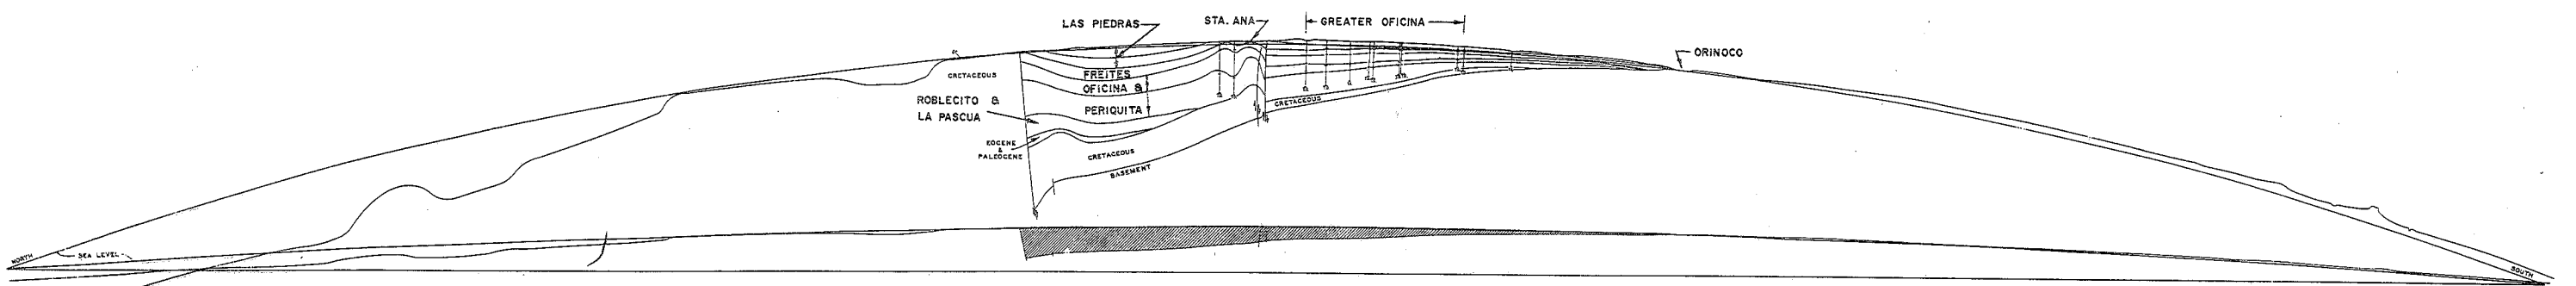 LAS PIEDRAS
STA. ANA
GREATER OFICINA
ORINOCO
CRETACEOUS
FREITES
OFICINA &
PERIQUITA
ROBLECITO &
LA PASCUA
CRETACEOUS
EOCENE
&
PALEOCENE
CRETACEOUS
BASEMENT
NORTH
SEA LEVEL
SOUTH